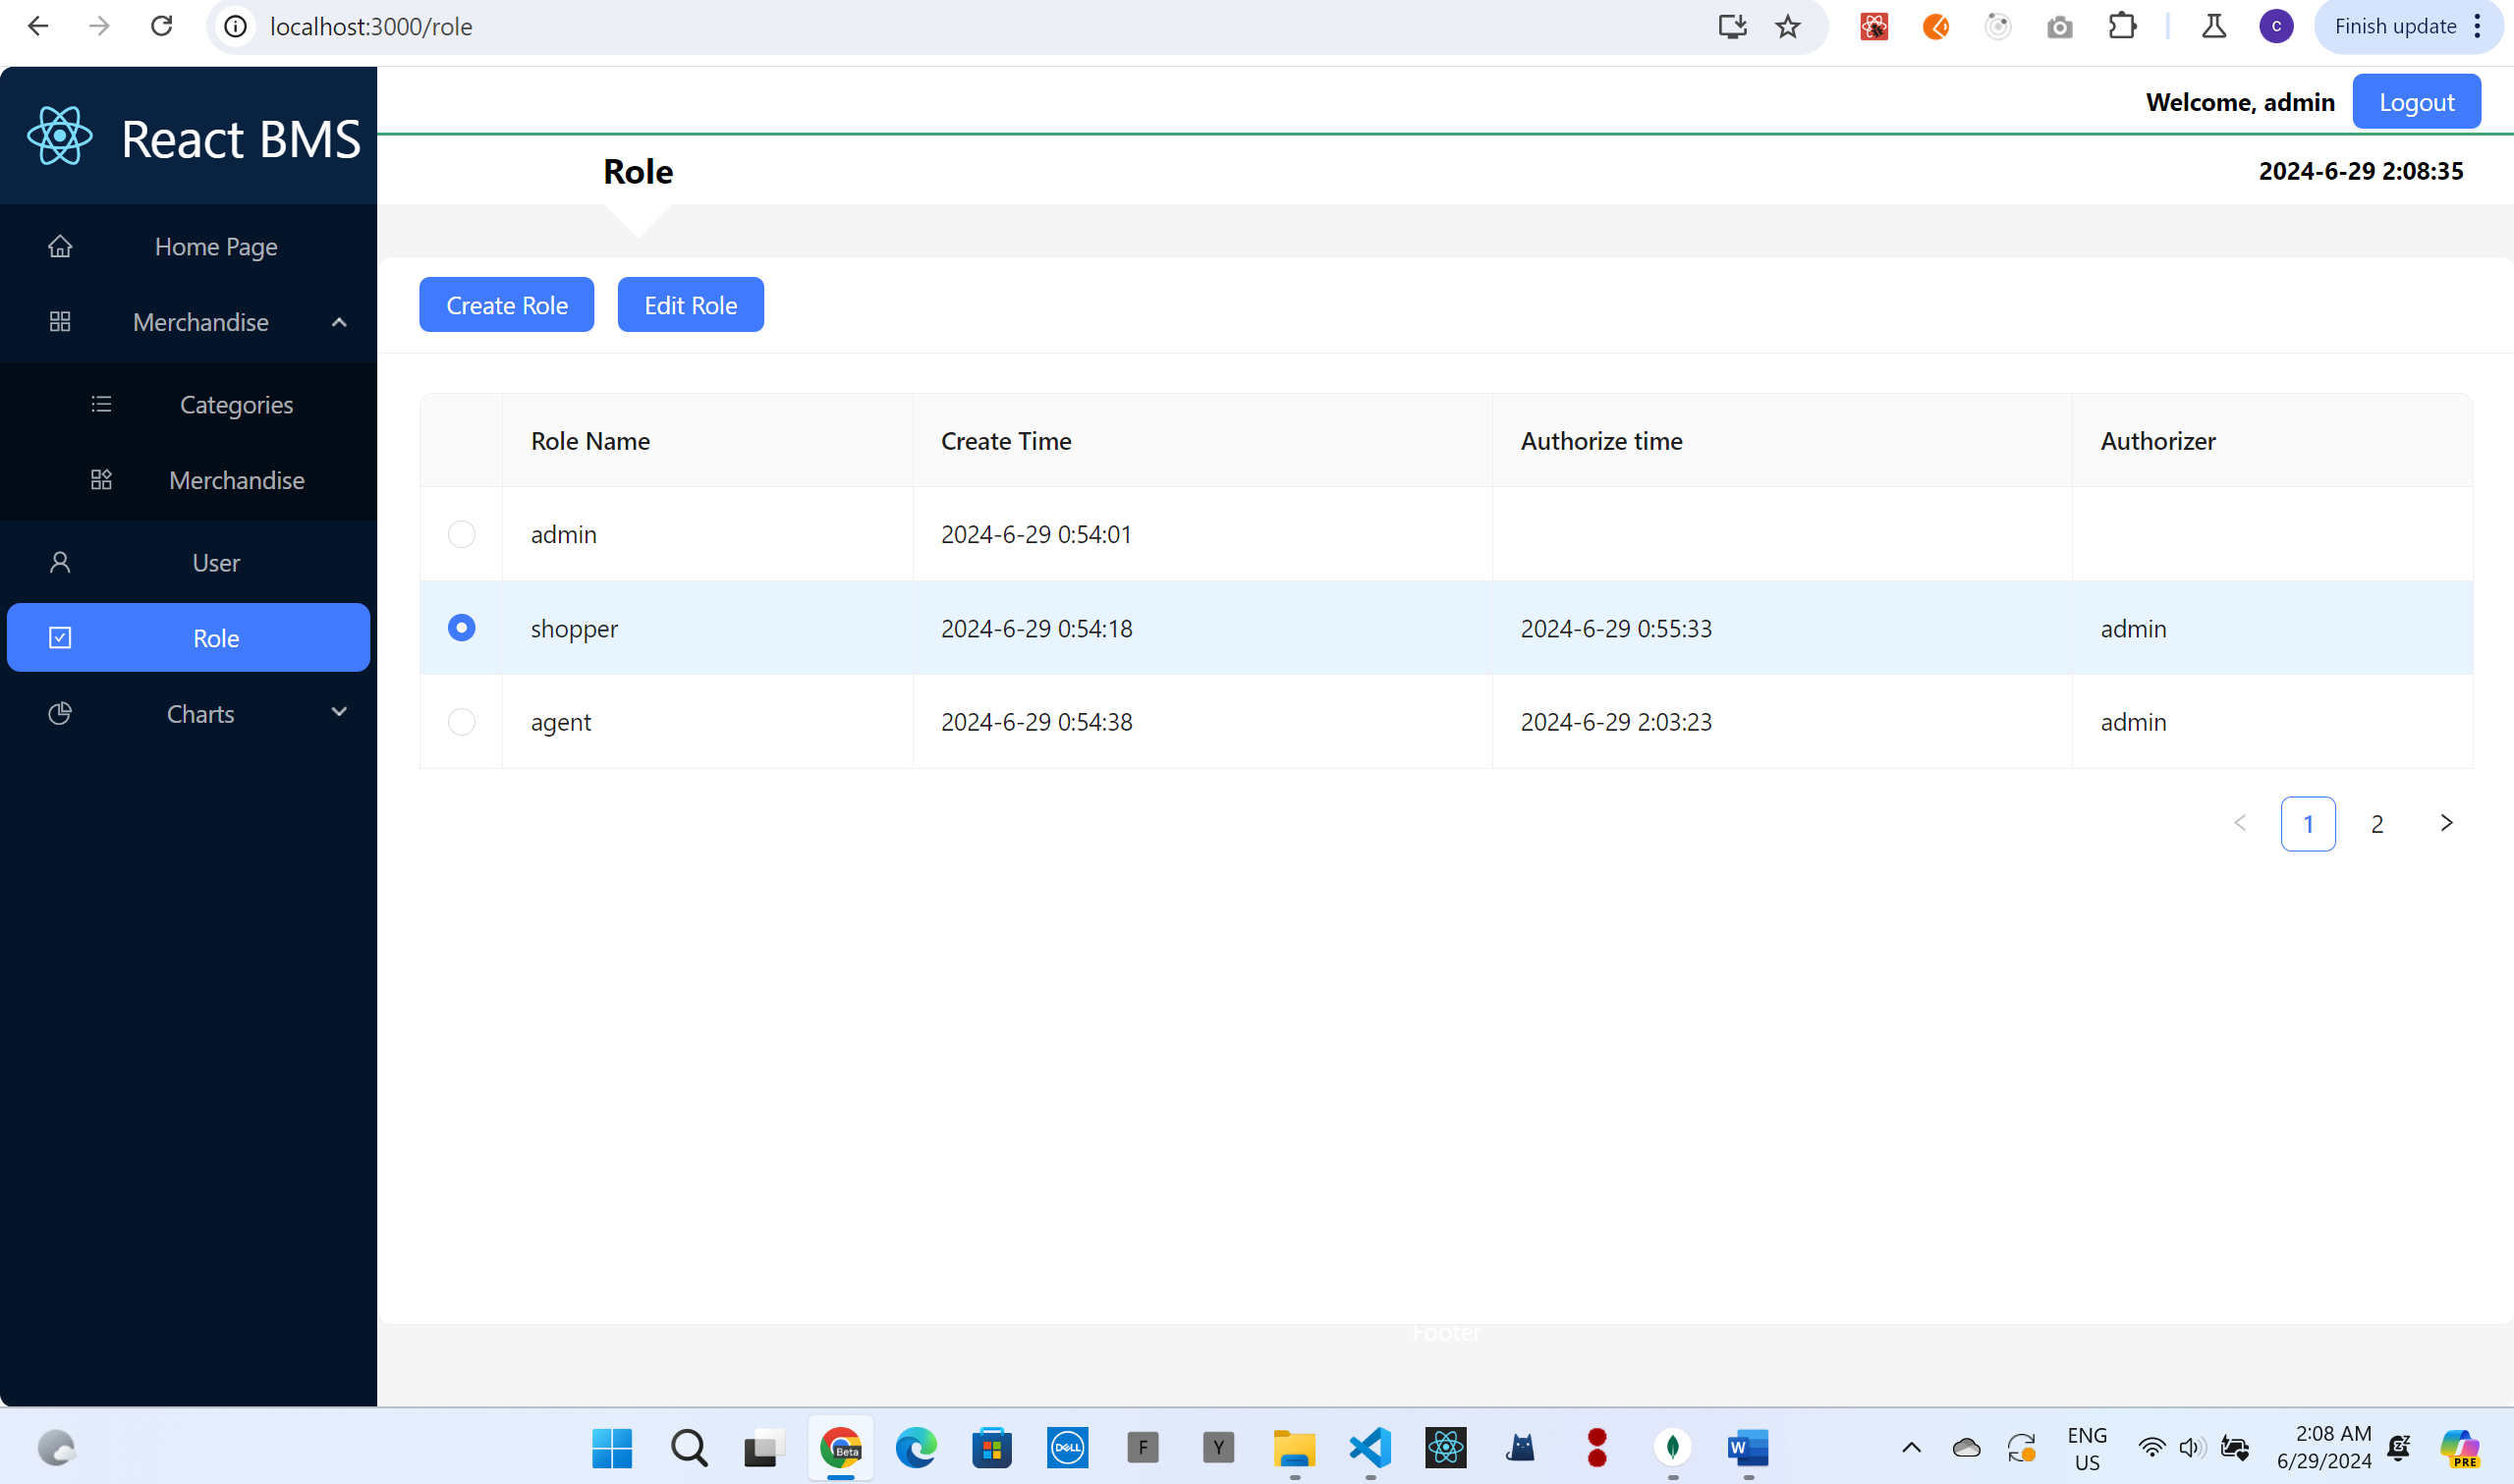 localhost:3000/role
Finish update
C
React BMS
Welcome, admin
Logout
Role
2024-6-29 2:08:35
Home Page
Merchandise
Categories
Merchandise
User
Role
Charts
Create Role
Edit Role
Role Name Create Time Authorize time Authorizer
admin 2024-6-29 0:54:01
shopper 2024-6-29 0:54:18 2024-6-29 0:55:33 admin
agent 2024-6-29 0:54:38 2024-6-29 2:03:23 admin
1 2
Footer
Beta
DELL
F
Y
W
ENG
US
2:08 AM
6/29/2024
PRE